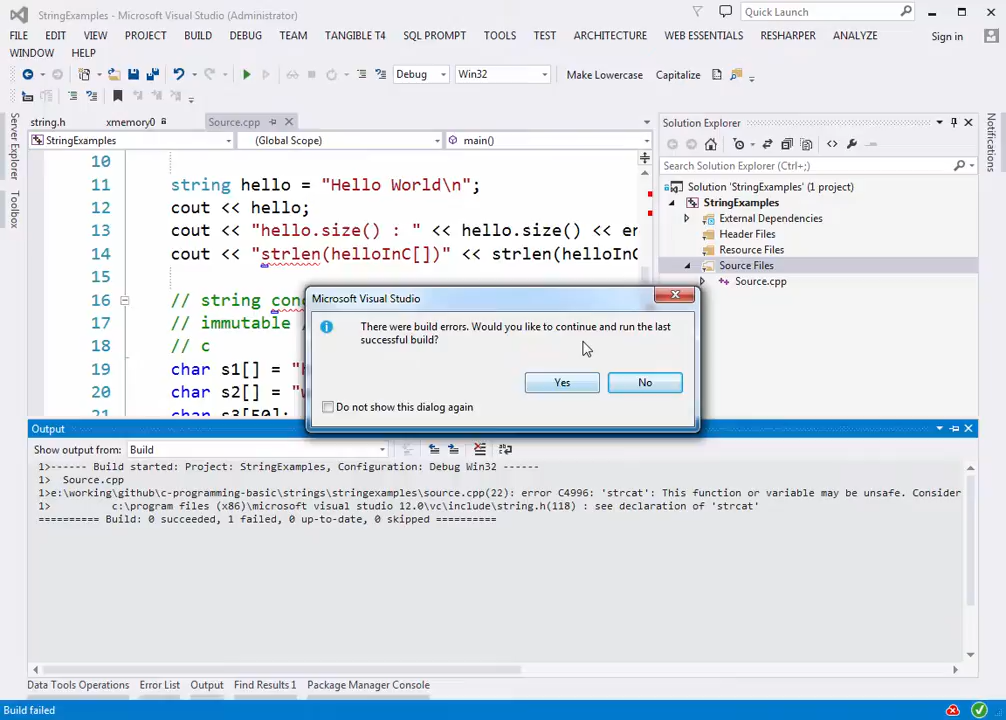 StringExamples - Microsoft Visual Studio (Administrator)
Quick Launch
FILE EDIT VIEW PROJECT BUILD DEBUG TEAM TANGIBLE T4 SQL PROMPT TOOLS TEST ARCHITECTURE WEB ESSENTIALS RESHARPER ANALYZE
Sign in
WINDOW HELP
Debug Win32 Make Lowercase Capitalize
string.h xmemory0 Source.cpp
StringExamples (Global Scope) main()
Server Explorer
Toolbox
10
11 string hello = "Hello World\n";
12 cout << hello;
13 cout << "hello.size() : " << hello.size() << en
14 cout << "strlen(helloInC[])" << strlen(helloInC
15
16 // string con
17 // immutable /
18 // c
19 char s1[] = "h
20 char s2[] = "w
21 char s3[50];
Solution Explorer
Search Solution Explorer (Ctrl+;)
Solution 'StringExamples' (1 project)
StringExamples
External Dependencies
Header Files
Resource Files
Source Files
Source.cpp
Notifications
Microsoft Visual Studio
There were build errors. Would you like to continue and run the last
successful build?
Yes No
Do not show this dialog again
Output
Show output from: Build
1>------ Build started: Project: StringExamples, Configuration: Debug Win32 ------
1> Source.cpp
1>e:\working\github\c-programming-basic\strings\stringexamples\source.cpp(22): error C4996: 'strcat': This function or variable may be unsafe. Consider
1> c:\program files (x86)\microsoft visual studio 12.0\vc\include\string.h(118) : see declaration of 'strcat'
========== Build: 0 succeeded, 1 failed, 0 up-to-date, 0 skipped ==========
Data Tools Operations Error List Output Find Results 1 Package Manager Console
Build failed